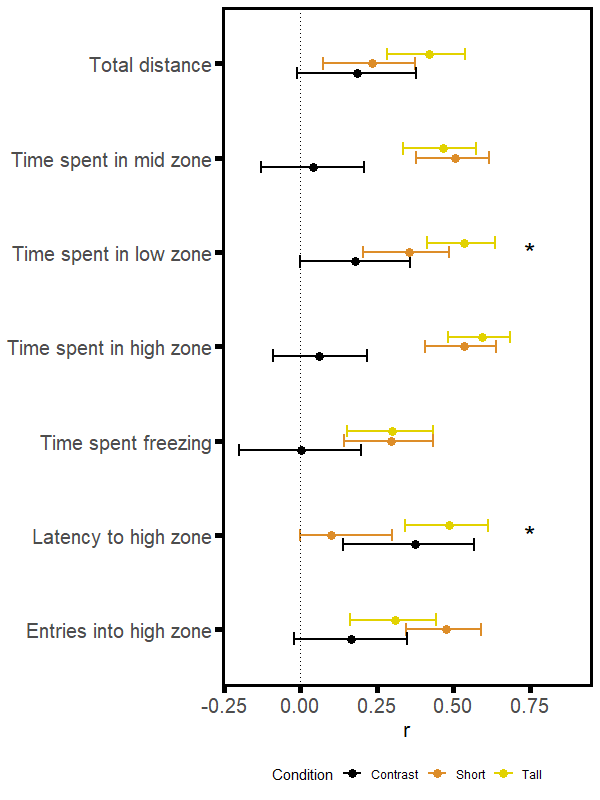 Total distance
Time spent in mid zone
Time spent in low zone *
Time spent in high zone
Time spent freezing
Latency to high zone *
Entries into high zone
-0.25 0.00 0.25 0.50 0.75
r
Condition Contrast Short Tall